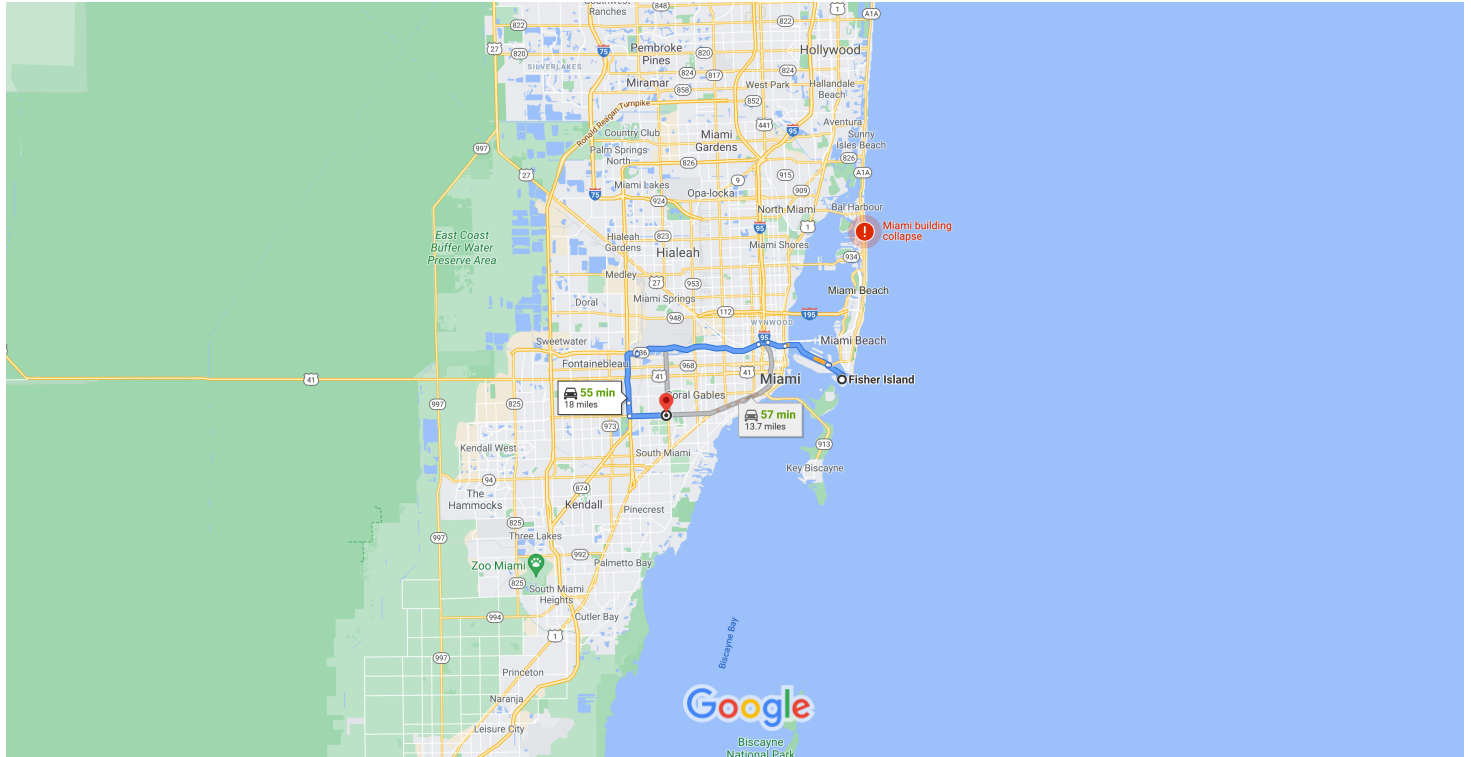 Southwest
Ranches
848
1
A1A
822
822
27
820
75
Pembroke
Pines
820
Hollywood
SILVERLAKES
824
817
824
Miramar
858
West Park
Hallandale
Beach
852
Ronald Reagan Turnpike
441
95
Aventura
Country Club
Miami
Gardens
Sunny
Isles Beach
997
Palm Springs
North
826
826
27
9
915
A1A
Miami Lakes
75
Opa-locka
909
924
North Miami
Bal Harbour
95
1
Miami building
collapse
East Coast
Buffer Water
Preserve Area
Hialeah
Gardens
823
Miami Shores
Hialeah
934
Medley
27
953
Miami Beach
Doral
Miami Springs
948
112
195
WYNWOOD
95
Sweetwater
Miami Beach
836
Fontainebleau
968
41
41
41
Miami
Fisher Island
55 min
18 miles
Coral Gables
997
825
57 min
13.7 miles
973
913
Kendall West
South Miami
Key Biscayne
94
874
The
Hammocks
Kendall
Pinecrest
825
997
Three Lakes
992
Zoo Miami
Palmetto Bay
825
South Miami
Heights
994
Cutler Bay
1
997
Biscayne Bay
Princeton
Naranja
Google
Leisure City
Biscayne
National Park